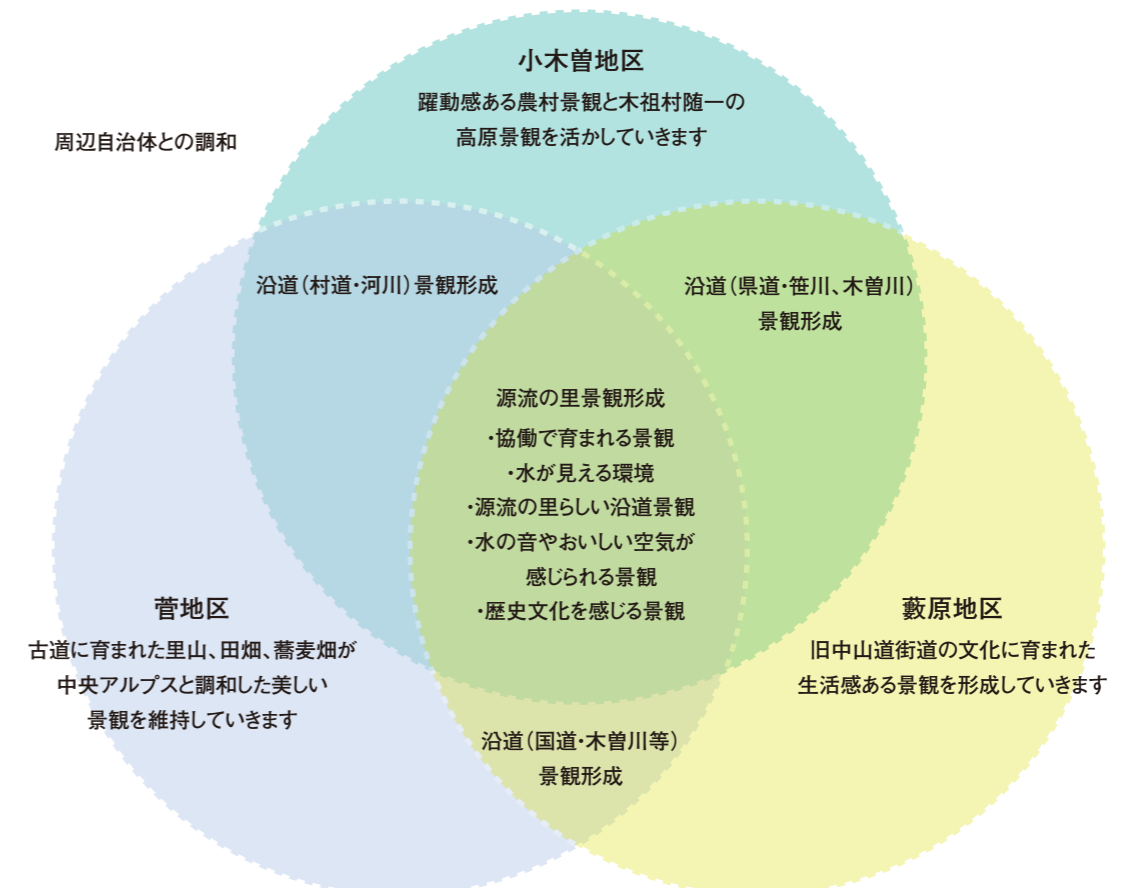 小木曽地区
躍動感ある農村景観と木祖村随一の
高原景観を活かしていきます
周辺自治体との調和
沿道(村道・河川)景観形成
沿道(県道・笹川、木曽川)
景観形成
源流の里景観形成
・協働で育まれる景観
・水が見える環境
・源流の里らしい沿道景観
・水の音やおいしい空気が
感じられる景観
・歴史文化を感じる景観
菅地区
古道に育まれた里山、田畑、蕎麦畑が
中央アルプスと調和した美しい
景観を維持していきます
藪原地区
旧中山道街道の文化に育まれた
生活感ある景観を形成していきます
沿道(国道・木曽川等)
景観形成